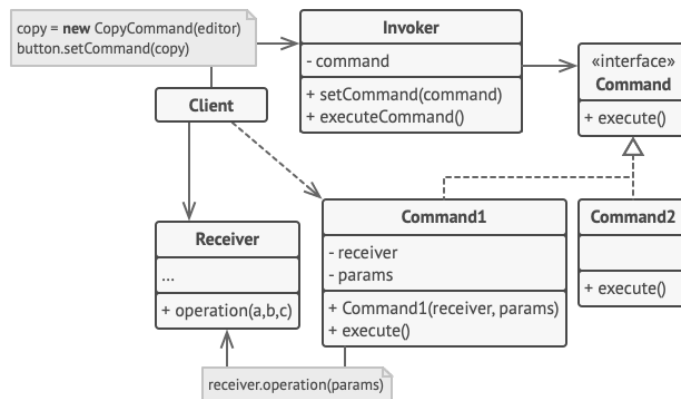 copy = new CopyCommand(editor)
button.setCommand(copy)
Client
Invoker
- command
+ setCommand(command)
+ executeCommand()
«interface»
Command
+ execute()
Receiver
...
+ operation(a,b,c)
Command1
- receiver
- params
+ Command1(receiver, params)
+ execute()
Command2
+ execute()
receiver.operation(params)